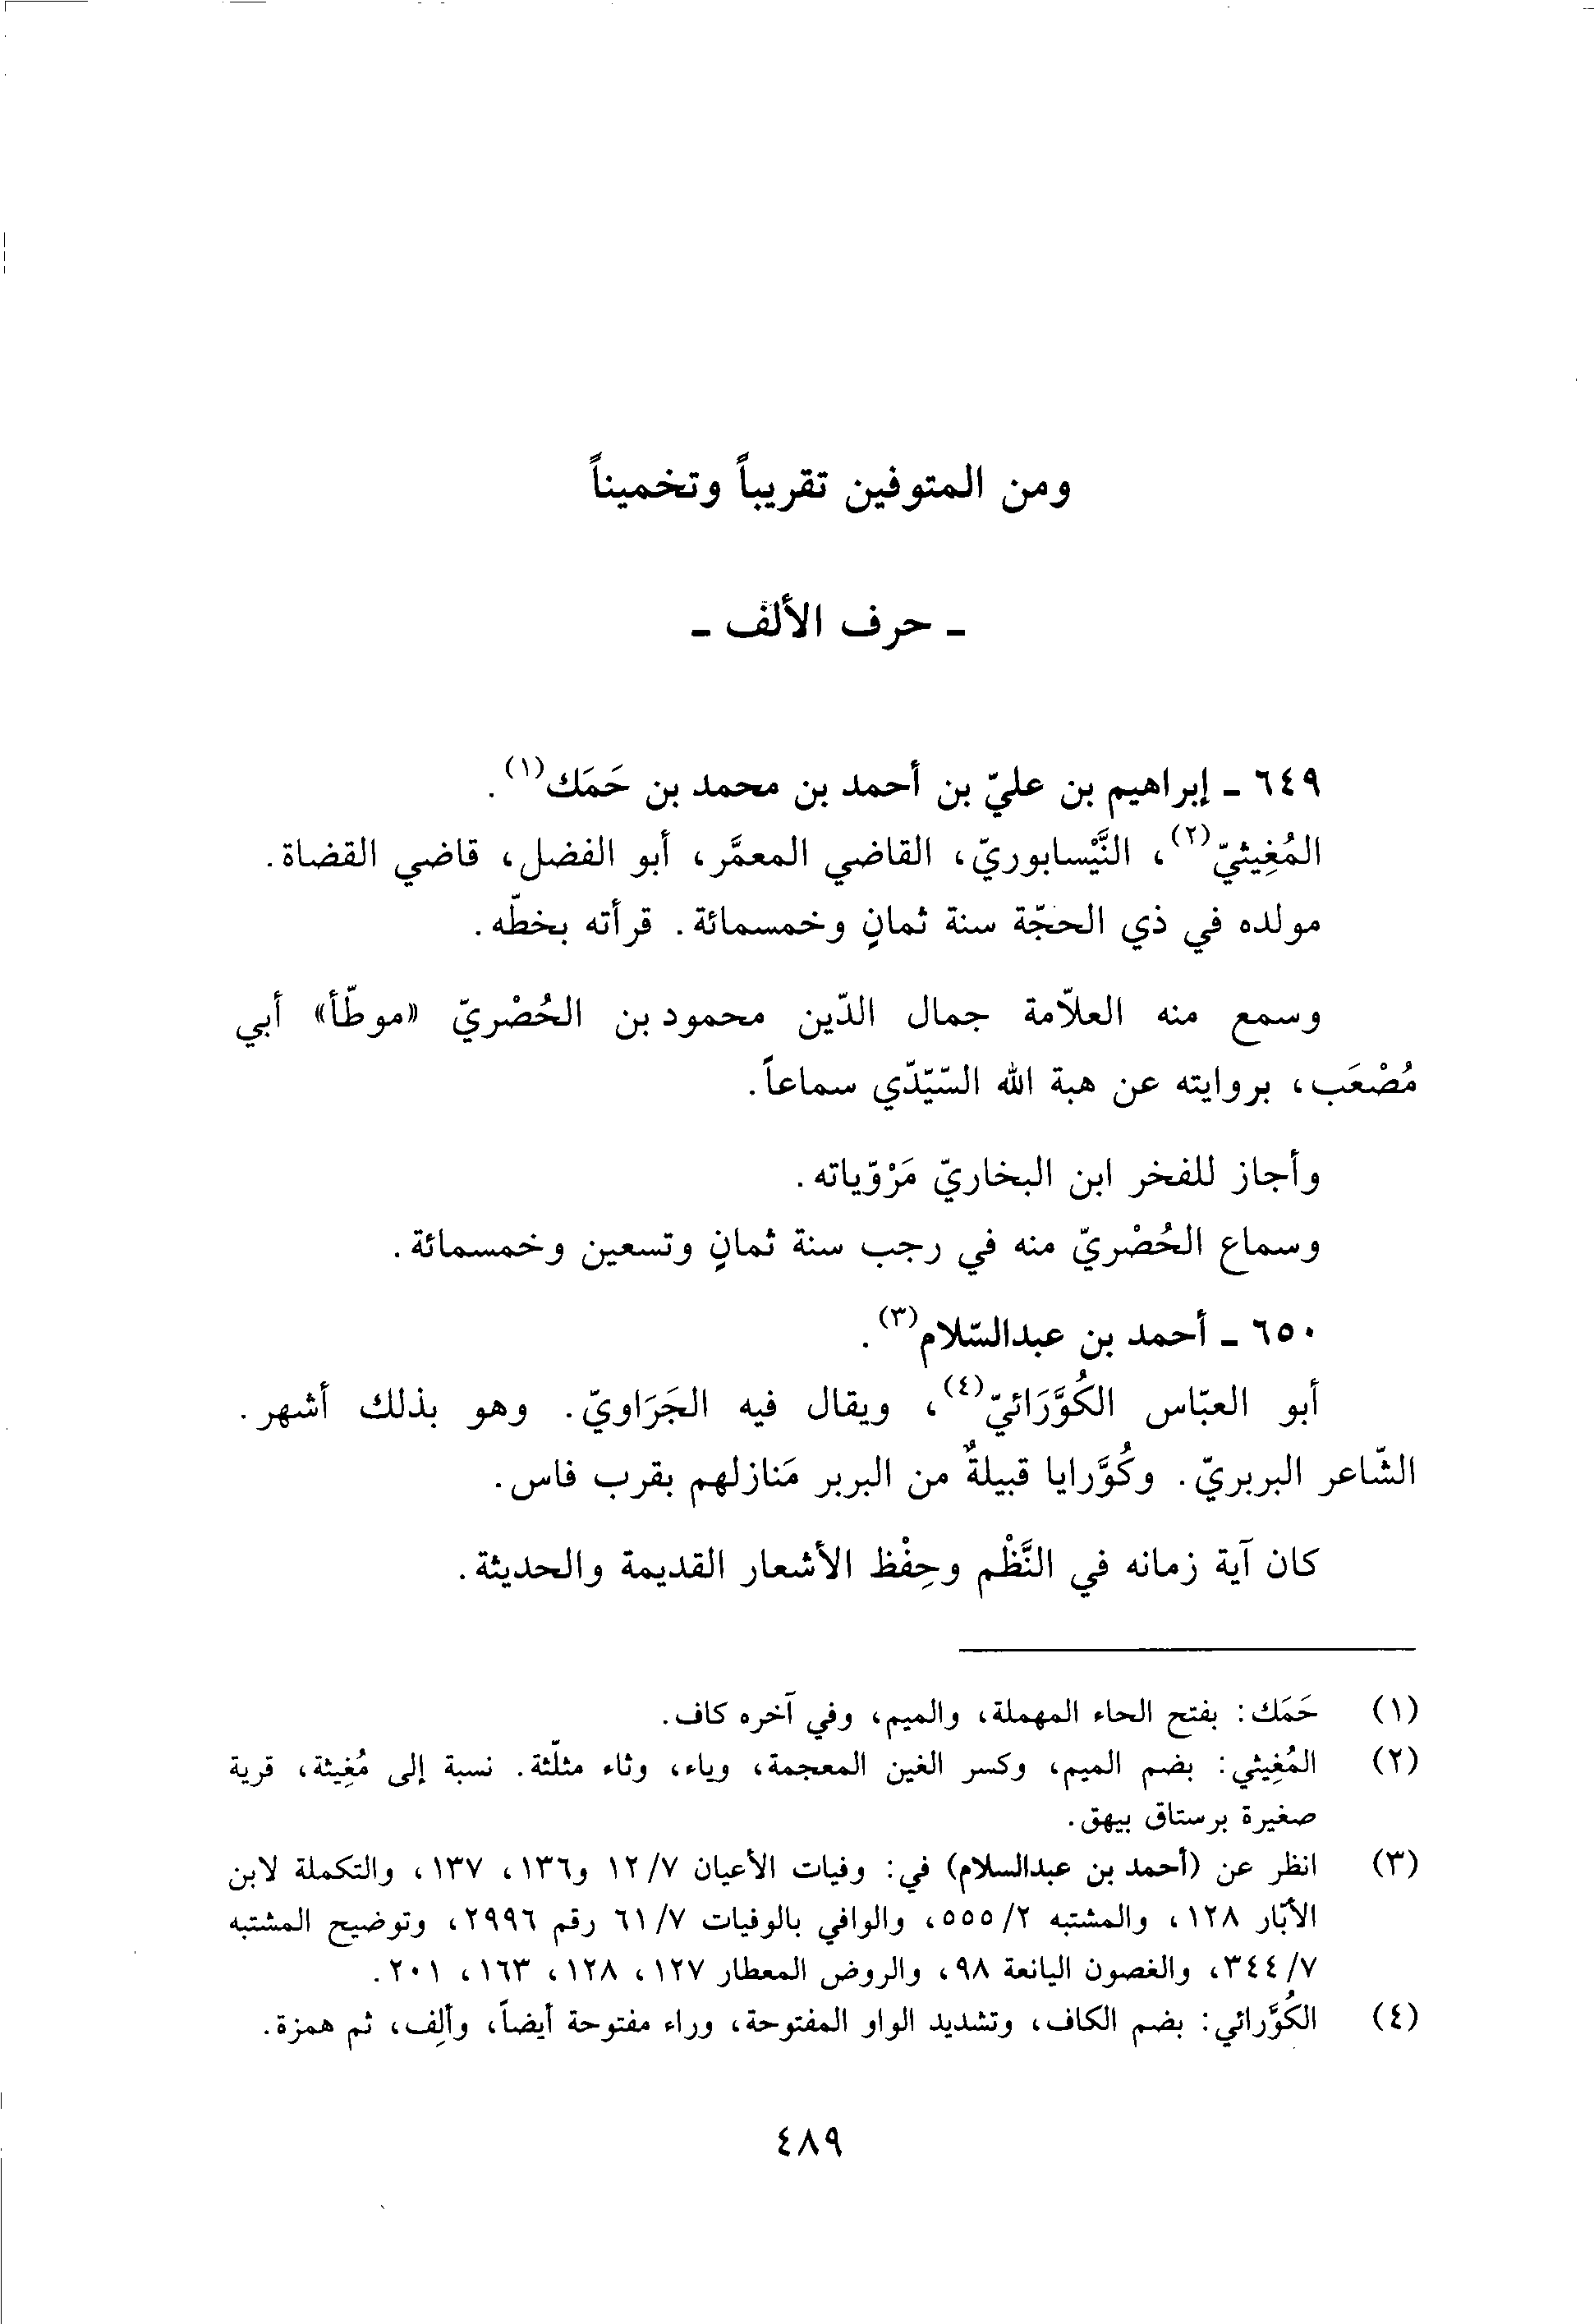 ومن المتوفين تقريباً وتخميناً
ـ حرف الألف ـ
٦٤٩ ـ إبراهيم بن عليّ بن أحمد بن محمد بن حَمَك(١).
المُغِيثيّ(٢)، النَّيْسابوريّ، القاضي المعمَّر، أبو الفضل، قاضي القضاة.
مولده في ذي الحجّة سنة ثمانٍ وخمسمائة. قرأته بخطّه.
وسمع منه العلاّمة جمال الدّين محمود بن الحُصْريّ «موطّأ» أبي
مُصْعَب، بروايته عن هبة الله السّيّدّي سماعاً.
وأجاز للفخر ابن البخاريّ مَرْوّياته.
وسماع الحُصْريّ منه في رجب سنة ثمانٍ وتسعين وخمسمائة.
٦٥٠ ـ أحمد بن عبدالسّلام(٣).
أبو العبّاس الكُوَّرَائيّ(٤)، ويقال فيه الجَرَاويّ. وهو بذلك أشهر.
الشّاعر البربريّ. وكُوَّرايا قبيلةٌ من البربر مَنازلهم بقرب فاس.
كان آية زمانه في النَّظْم وحِفْظ الأشعار القديمة والحديثة.
(١) حَمَك: بفتح الحاء المهملة، والميم، وفي آخره كاف.
(٢) المُغِيثي: بضم الميم، وكسر الغين المعجمة، وياء، وثاء مثلّثة. نسبة إلى مُغِيثة، قرية
صغيرة برستاق بيهق.
(٣) انظر عن (أحمد بن عبدالسلام) في: وفيات الأعيان ١٢/٧ و١٣٦، ١٣٧، والتكملة لابن
الأبّار ١٢٨، والمشتبه ٥٥٥/٢، والوافي بالوفيات ٦١/٧ رقم ٢٩٩٦، وتوضيح المشتبه
٣٤٤/٧، والغصون اليانعة ٩٨، والروض المعطار ١٢٧، ١٢٨، ١٦٣، ٢٠١.
(٤) الكُوَّرائي: بضم الكاف، وتشديد الواو المفتوحة، وراء مفتوحة أيضاً، وألِف، ثم همزة.
٤٨٩